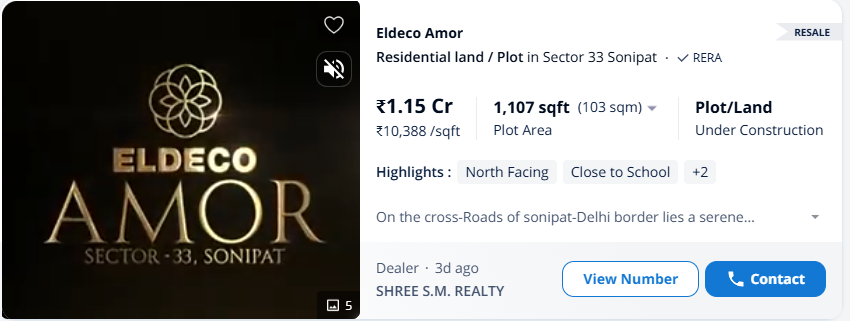 ELDECO
AMOR
SECTOR-33, SONIPAT
5
Eldeco Amor
RESALE
Residential land / Plot in Sector 33 Sonipat · ✓ RERA
₹1.15 Cr
₹10,388 /sqft
1,107 sqft (103 sqm)
Plot Area
Plot/Land
Under Construction
Highlights : North Facing Close to School +2
On the cross-Roads of sonipat-Delhi border lies a serene...
Dealer · 3d ago
SHREE S.M. REALTY
View Number
Contact